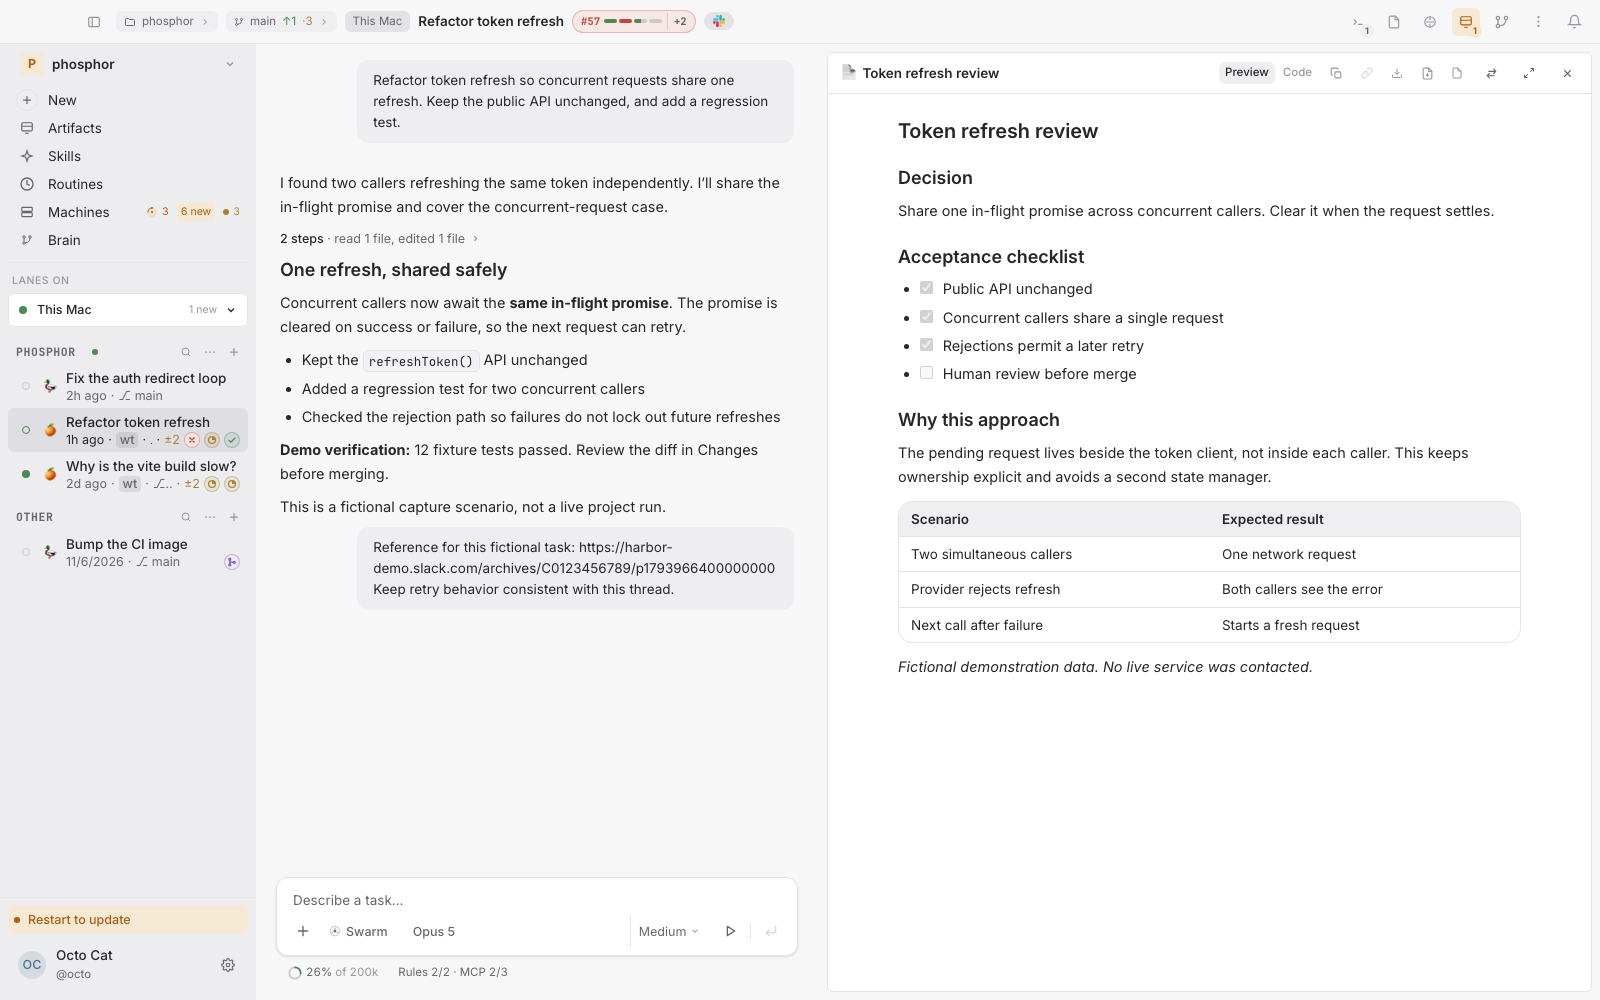 phosphor
main ↑1 ·3
This Mac
Refactor token refresh
#57
+2
1
1
P phosphor
New
Artifacts
Skills
Routines
Machines 3 6 new 3
Brain
LANES ON
This Mac 1 new
PHOSPHOR
Fix the auth redirect loop
2h ago · main
Refactor token refresh
1h ago · wt · . · ±2
Why is the vite build slow?
2d ago · wt · .. · ±2
OTHER
Bump the CI image
11/6/2026 · main
Restart to update
OC
Octo Cat
@octo
Refactor token refresh so concurrent requests share one
refresh. Keep the public API unchanged, and add a regression
test.
I found two callers refreshing the same token independently. I’ll share the
in-flight promise and cover the concurrent-request case.
2 steps · read 1 file, edited 1 file
One refresh, shared safely
Concurrent callers now await the same in-flight promise. The promise is
cleared on success or failure, so the next request can retry.
• Kept the refreshToken() API unchanged
• Added a regression test for two concurrent callers
• Checked the rejection path so failures do not lock out future refreshes
Demo verification: 12 fixture tests passed. Review the diff in Changes
before merging.
This is a fictional capture scenario, not a live project run.
Reference for this fictional task: https://harbor-
demo.slack.com/archives/C0123456789/p1793966400000000
Keep retry behavior consistent with this thread.
Describe a task...
Swarm
Opus 5
Medium
26% of 200k
Rules 2/2 · MCP 2/3
Token refresh review
Preview
Code
Token refresh review
Decision
Share one in-flight promise across concurrent callers. Clear it when the request settles.
Acceptance checklist
• Public API unchanged
• Concurrent callers share a single request
• Rejections permit a later retry
• Human review before merge
Why this approach
The pending request lives beside the token client, not inside each caller. This keeps
ownership explicit and avoids a second state manager.
Scenario Expected result
Two simultaneous callers One network request
Provider rejects refresh Both callers see the error
Next call after failure Starts a fresh request
Fictional demonstration data. No live service was contacted.